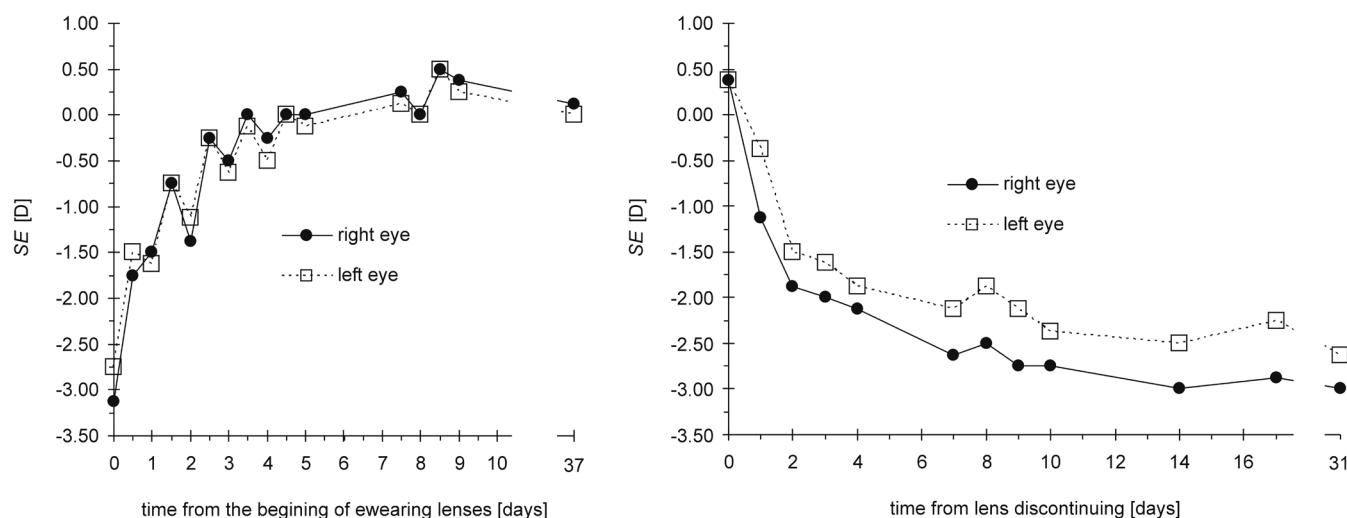 1.00
0.50
0.00
-0.50
-1.00
-1.50
-2.00
-2.50
-3.00
-3.50
SE [D]
right eye
left eye
0 1 2 3 4 5 6 7 8 9 10 37
time from the begining of ewearing lenses [days]
1.00
0.50
0.00
-0.50
-1.00
-1.50
-2.00
-2.50
-3.00
-3.50
SE [D]
right eye
left eye
0 2 4 6 8 10 12 14 16 31
time from lens discontinuing [days]